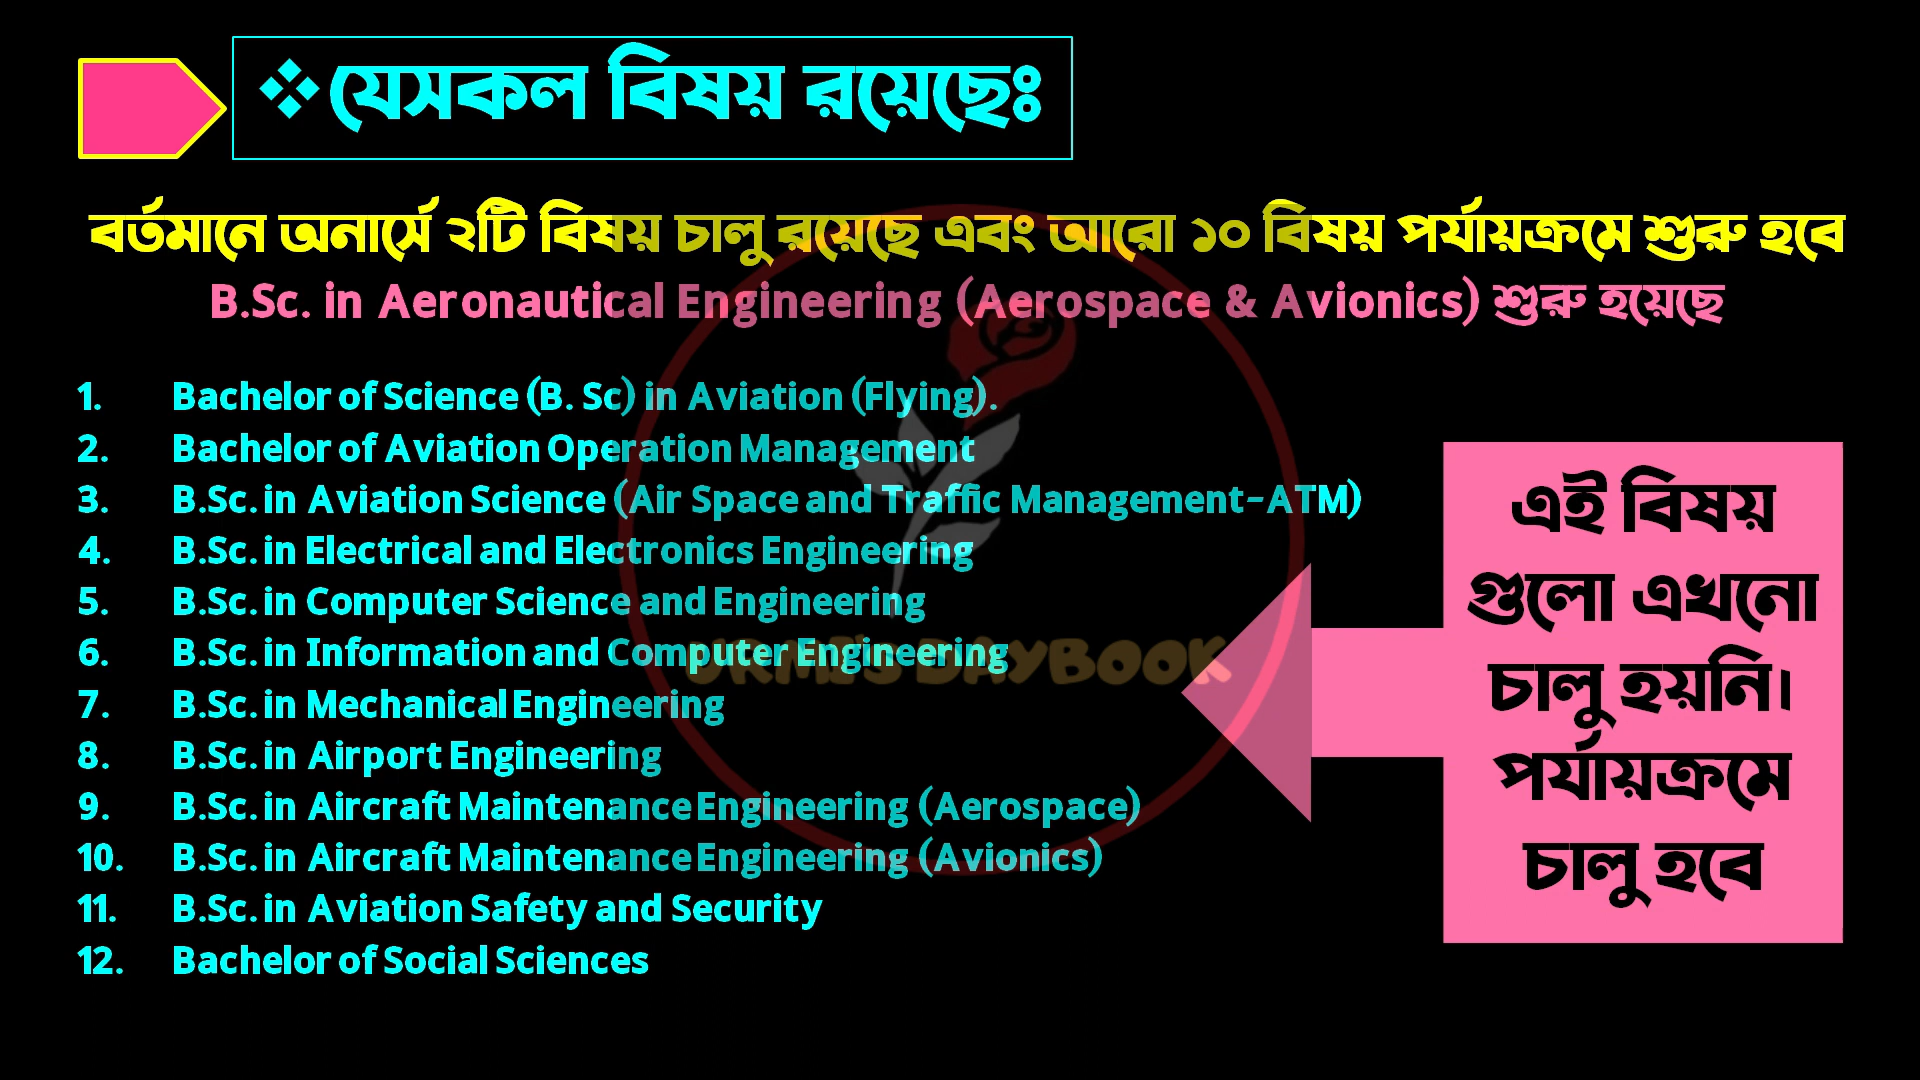 ❖যেসকল বিষয় রয়েছেঃ
বর্তমানে অনার্সে ২টি বিষয় চালু রয়েছে এবং আরো ১০ বিষয় পর্যায়ক্রমে শুরু হবে
B.Sc. in Aeronautical Engineering (Aerospace & Avionics) শুরু হয়েছে
1. Bachelor of Science (B. Sc) in Aviation (Flying).
2. Bachelor of Aviation Operation Management
3. B.Sc. in Aviation Science (Air Space and Traffic Management-ATM)
4. B.Sc. in Electrical and Electronics Engineering
5. B.Sc. in Computer Science and Engineering
6. B.Sc. in Information and Computer Engineering
7. B.Sc. in Mechanical Engineering
8. B.Sc. in Airport Engineering
9. B.Sc. in Aircraft Maintenance Engineering (Aerospace)
10. B.Sc. in Aircraft Maintenance Engineering (Avionics)
11. B.Sc. in Aviation Safety and Security
12. Bachelor of Social Sciences
এই বিষয়
গুলো এখনো
চালু হয়নি।
পর্যায়ক্রমে
চালু হবে
URMI'S DAYBOOK